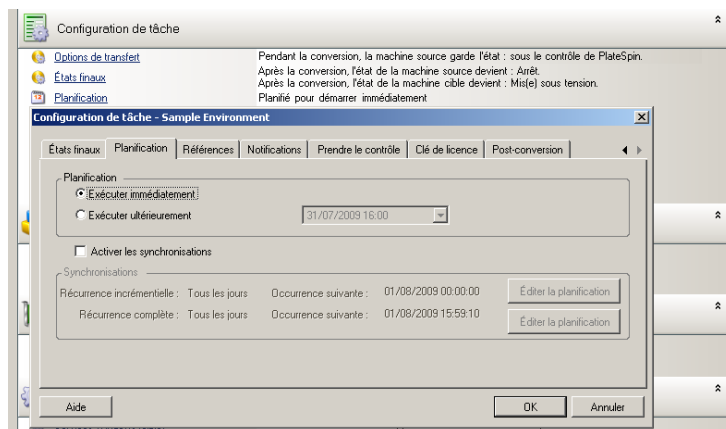 Configuration de tâche
Options de transfert Pendant la conversion, la machine source garde l'état : sous le contrôle de PlateSpin.
États finaux Après la conversion, l'état de la machine source devient : Arrêt.
Après la conversion, l'état de la machine cible devient : Mis(e) sous tension.
Planification Planifié pour démarrer immédiatement
Configuration de tâche - Sample Environment
États finaux Planification Références Notifications Prendre le contrôle Clé de licence Post-conversion
Planification
Exécuter immédiatement
Exécuter ultérieurement 31/07/2009 16:00
Activer les synchronisations
Synchronisations
Récurrence incrémentielle : Tous les jours Occurrence suivante : 01/08/2009 00:00:00 Éditer la planification
Récurrence complète : Tous les jours Occurrence suivante : 01/08/2009 15:59:10 Éditer la planification
Aide OK Annuler